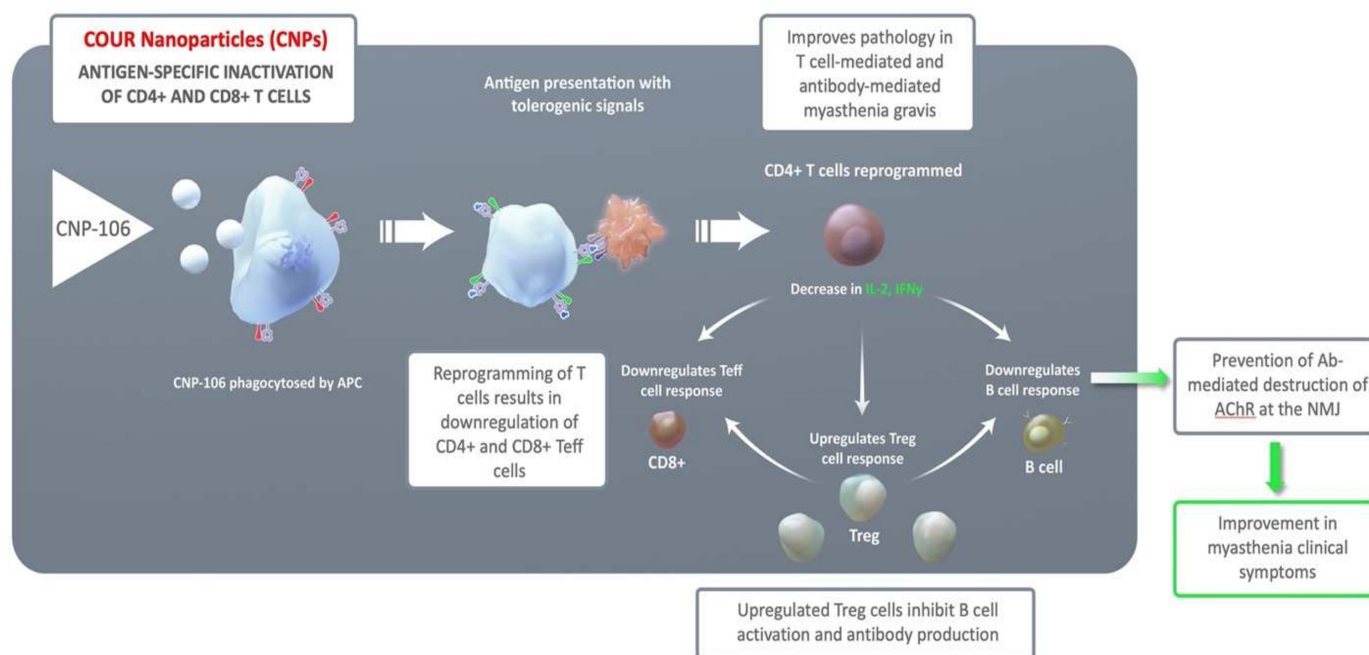 COUR Nanoparticles (CNPs)
ANTIGEN-SPECIFIC INACTIVATION
OF CD4+ AND CD8+ T CELLS
Antigen presentation with
tolerogenic signals
Improves pathology in
T cell-mediated and
antibody-mediated
myasthenia gravis
CNP-106
CD4+ T cells reprogrammed
Decrease in IL-2, IFNγ
CNP-106 phagocytosed by APC
Reprogramming of T
cells results in
downregulation of
CD4+ and CD8+ Teff
cells
Downregulates Teff
cell response
CD8+
Upregulates Treg
cell response
Treg
Downregulates
B cell response
B cell
Prevention of Ab-
mediated destruction of
AChR at the NMJ
Improvement in
myasthenia clinical
symptoms
Upregulated Treg cells inhibit B cell
activation and antibody production